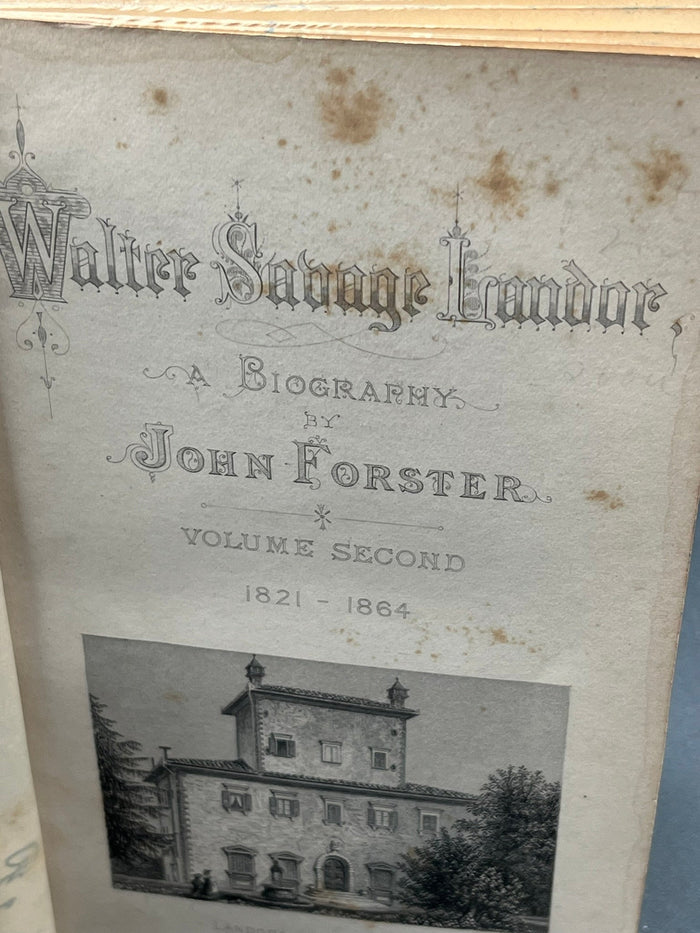 Walter Savage Landor,
A BIOGRAPHY
BY
JOHN FORSTER
VOLUME SECOND
1821 - 1864